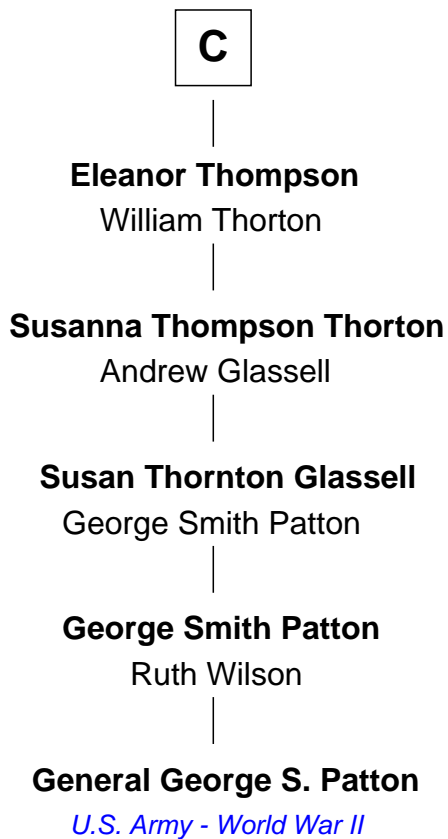 C
Eleanor Thompson
William Thorton
Susanna Thompson Thorton
Andrew Glassell
Susan Thornton Glassell
George Smith Patton
George Smith Patton
Ruth Wilson
General George S. Patton
U.S. Army - World War II